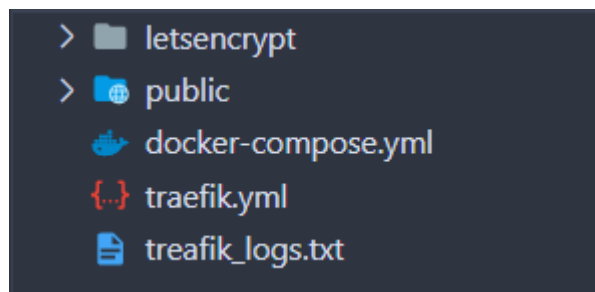 letsencrypt
public
docker-compose.yml
traefik.yml
treafik_logs.txt